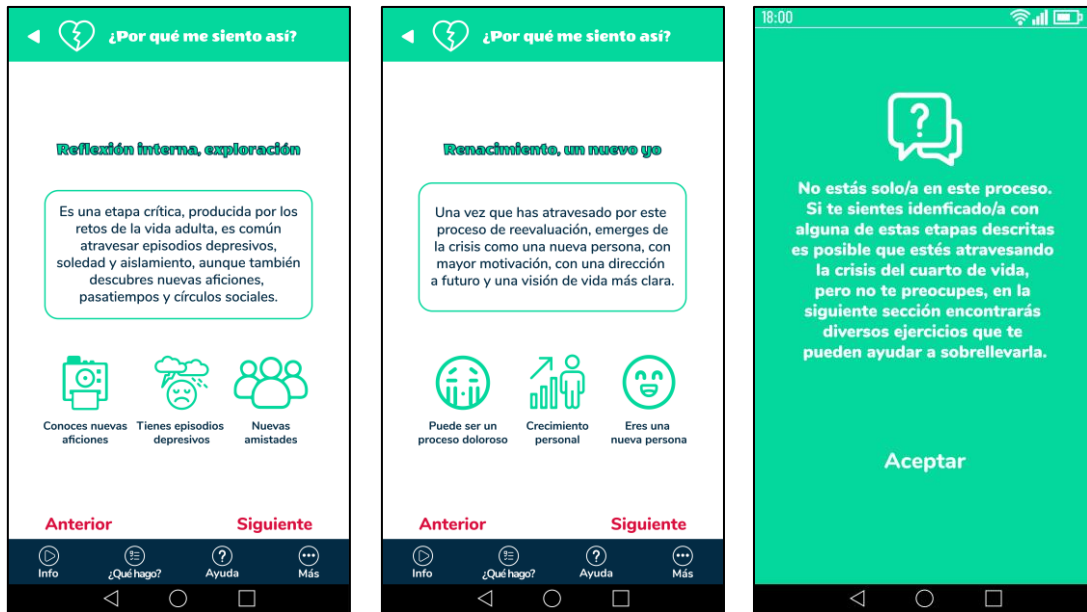 ¿Por qué me siento así?
Reflexión interna, exploración
Es una etapa crítica, producida por los
retos de la vida adulta, es común
atravesar episodios depresivos,
soledad y aislamiento, aunque también
descubres nuevas aficiones,
pasatiempos y círculos sociales.
Conoces nuevas
aficiones
Tienes episodios
depresivos
Nuevas
amistades
Anterior
Siguiente
Info
¿Qué hago?
Ayuda
Más
¿Por qué me siento así?
Renacimiento, un nuevo yo
Una vez que has atravesado por este
proceso de reevaluación, emerges de
la crisis como una nueva persona, con
mayor motivación, con una dirección
a futuro y una visión de vida más clara.
Puede ser un
proceso doloroso
Crecimiento
personal
Eres una
nueva persona
Anterior
Siguiente
Info
¿Qué hago?
Ayuda
Más
18:00
No estás solo/a en este proceso.
Si te sientes idenficado/a con
alguna de estas etapas descritas
es posible que estés atravesando
la crisis del cuarto de vida,
pero no te preocupes, en la
siguiente sección encontrarás
diversos ejercicios que te
pueden ayudar a sobrellevarla.
Aceptar